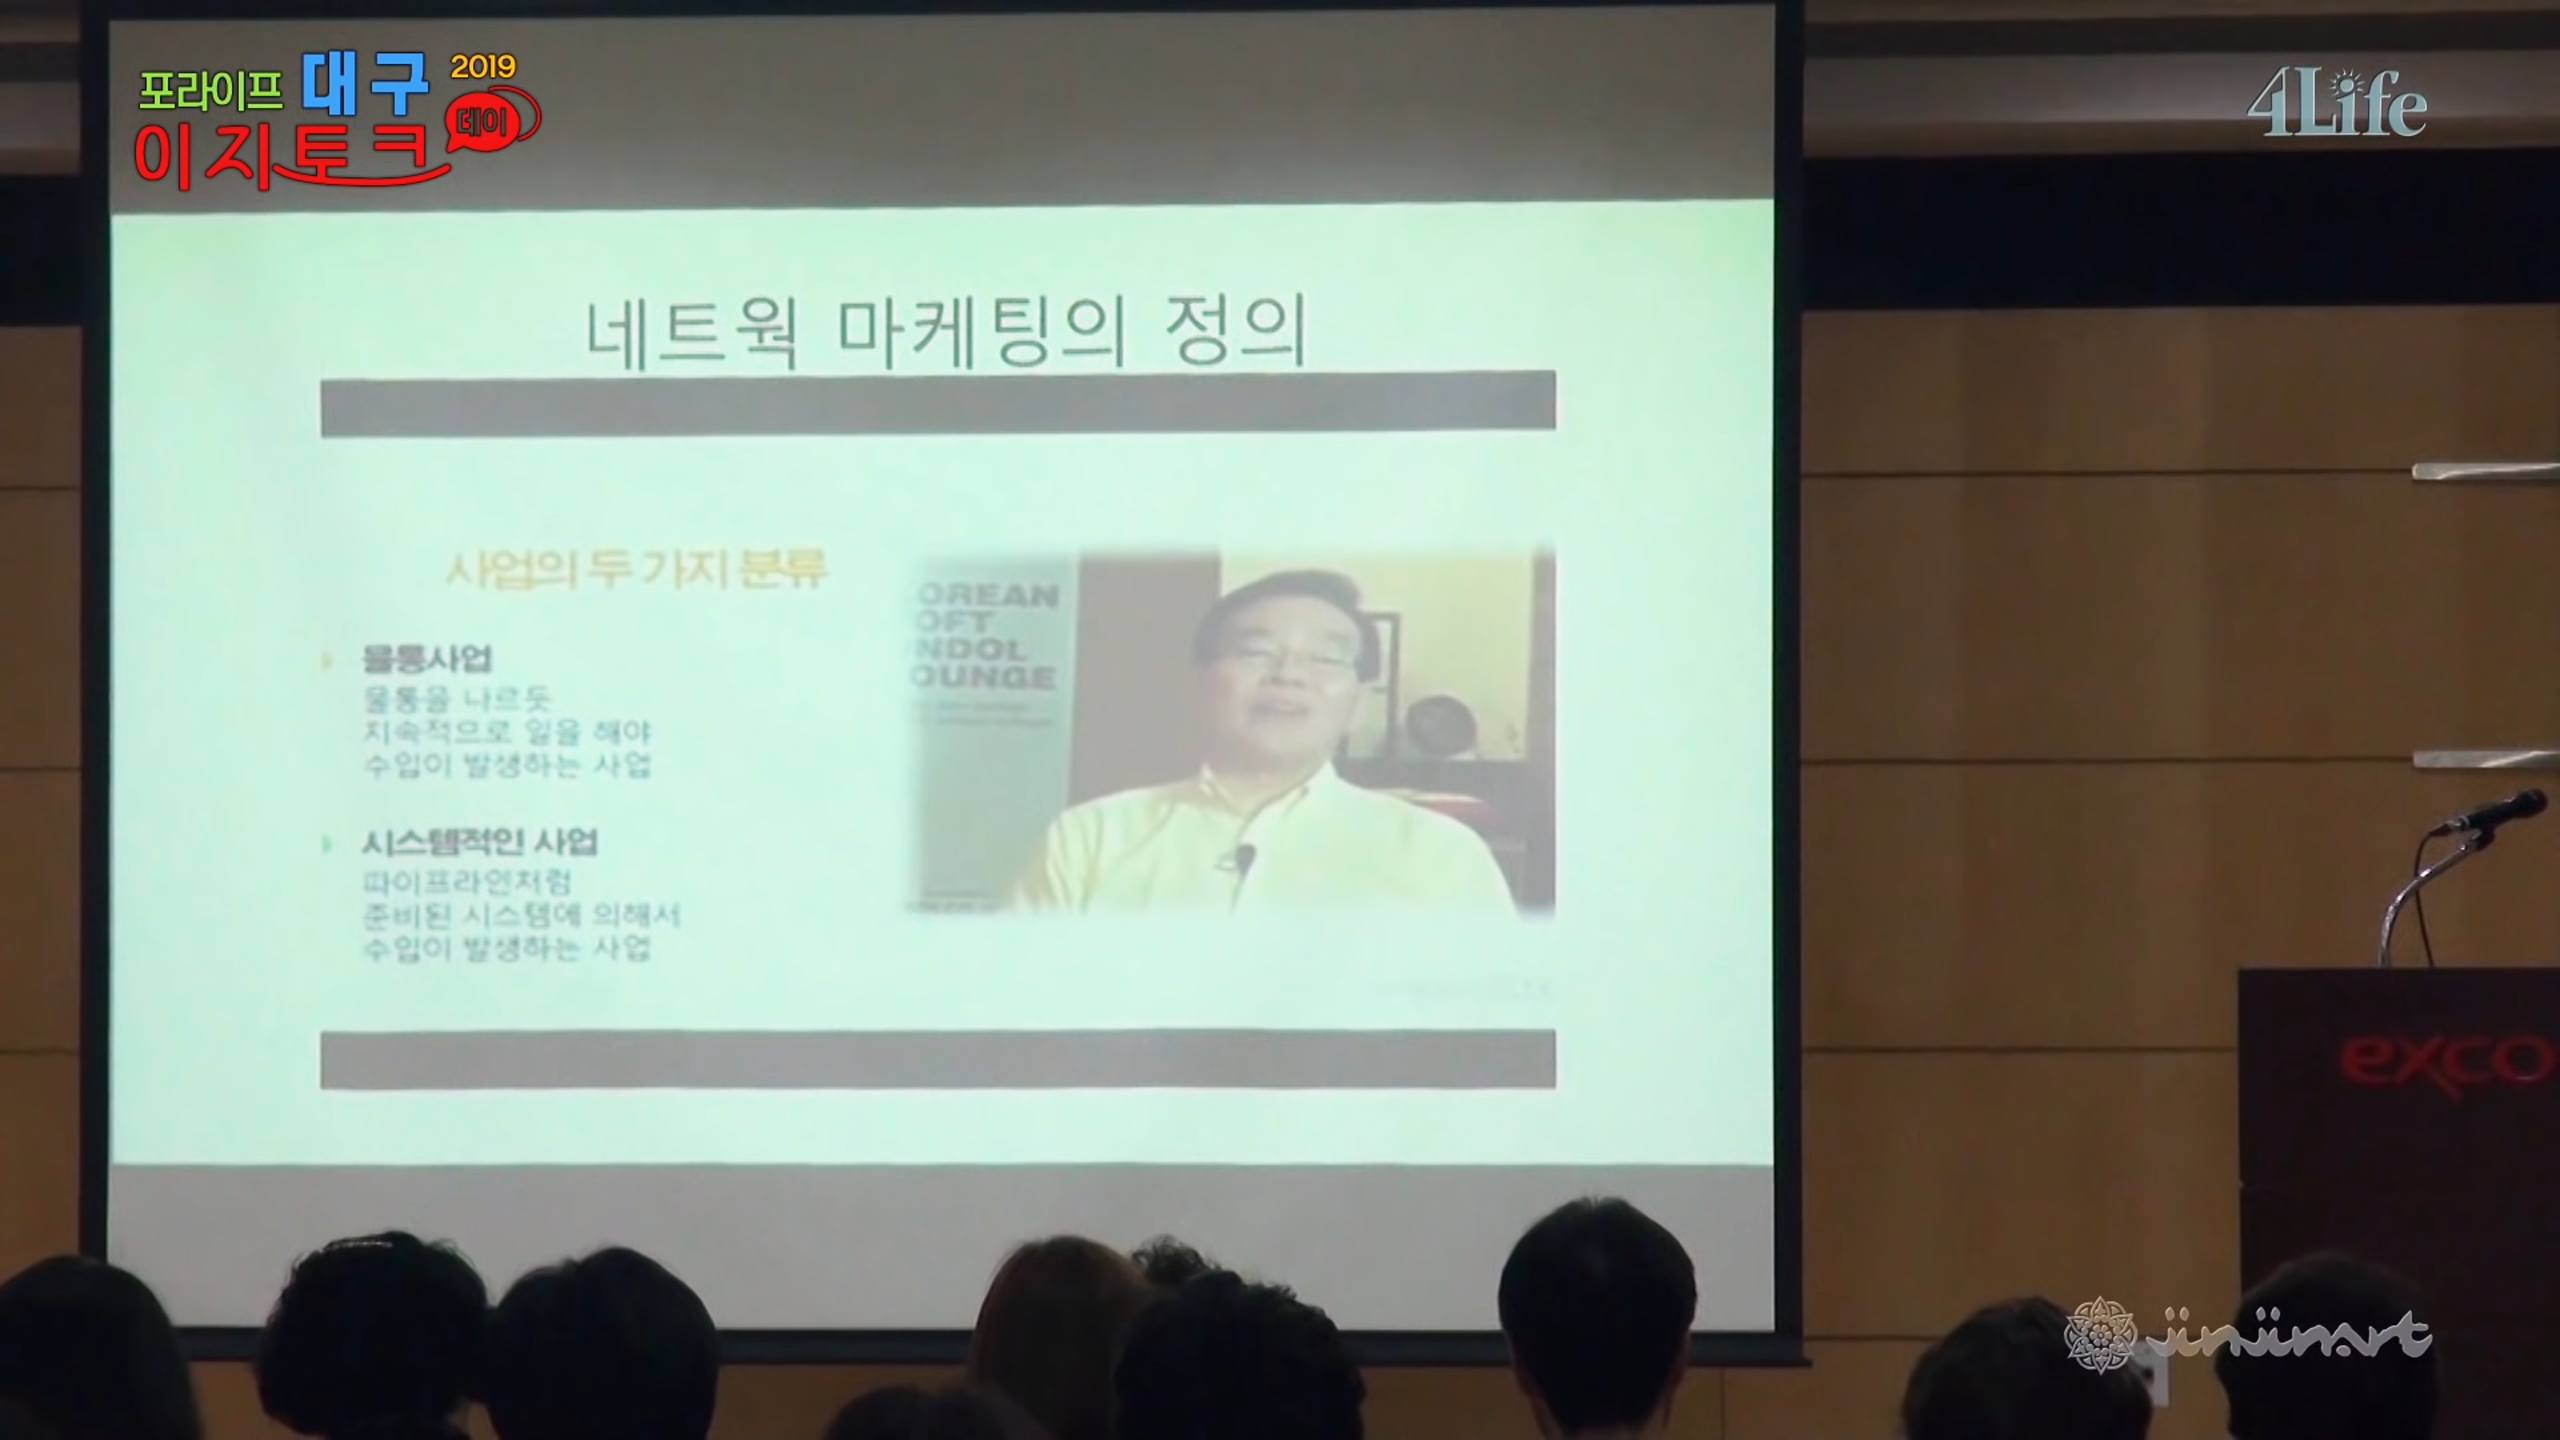 포라이프 대구 2019
이지토크 데이
4Life
네트웍 마케팅의 정의
사업의 두 가지 분류
물통사업
물통을 나르듯
지속적으로 일을 해야
수입이 발생하는 사업
시스템적인 사업
파이프라인처럼
준비된 시스템에 의해서
수입이 발생하는 사업
OREAN
OFT
NDOL
OUNGE
exco
jinjinart